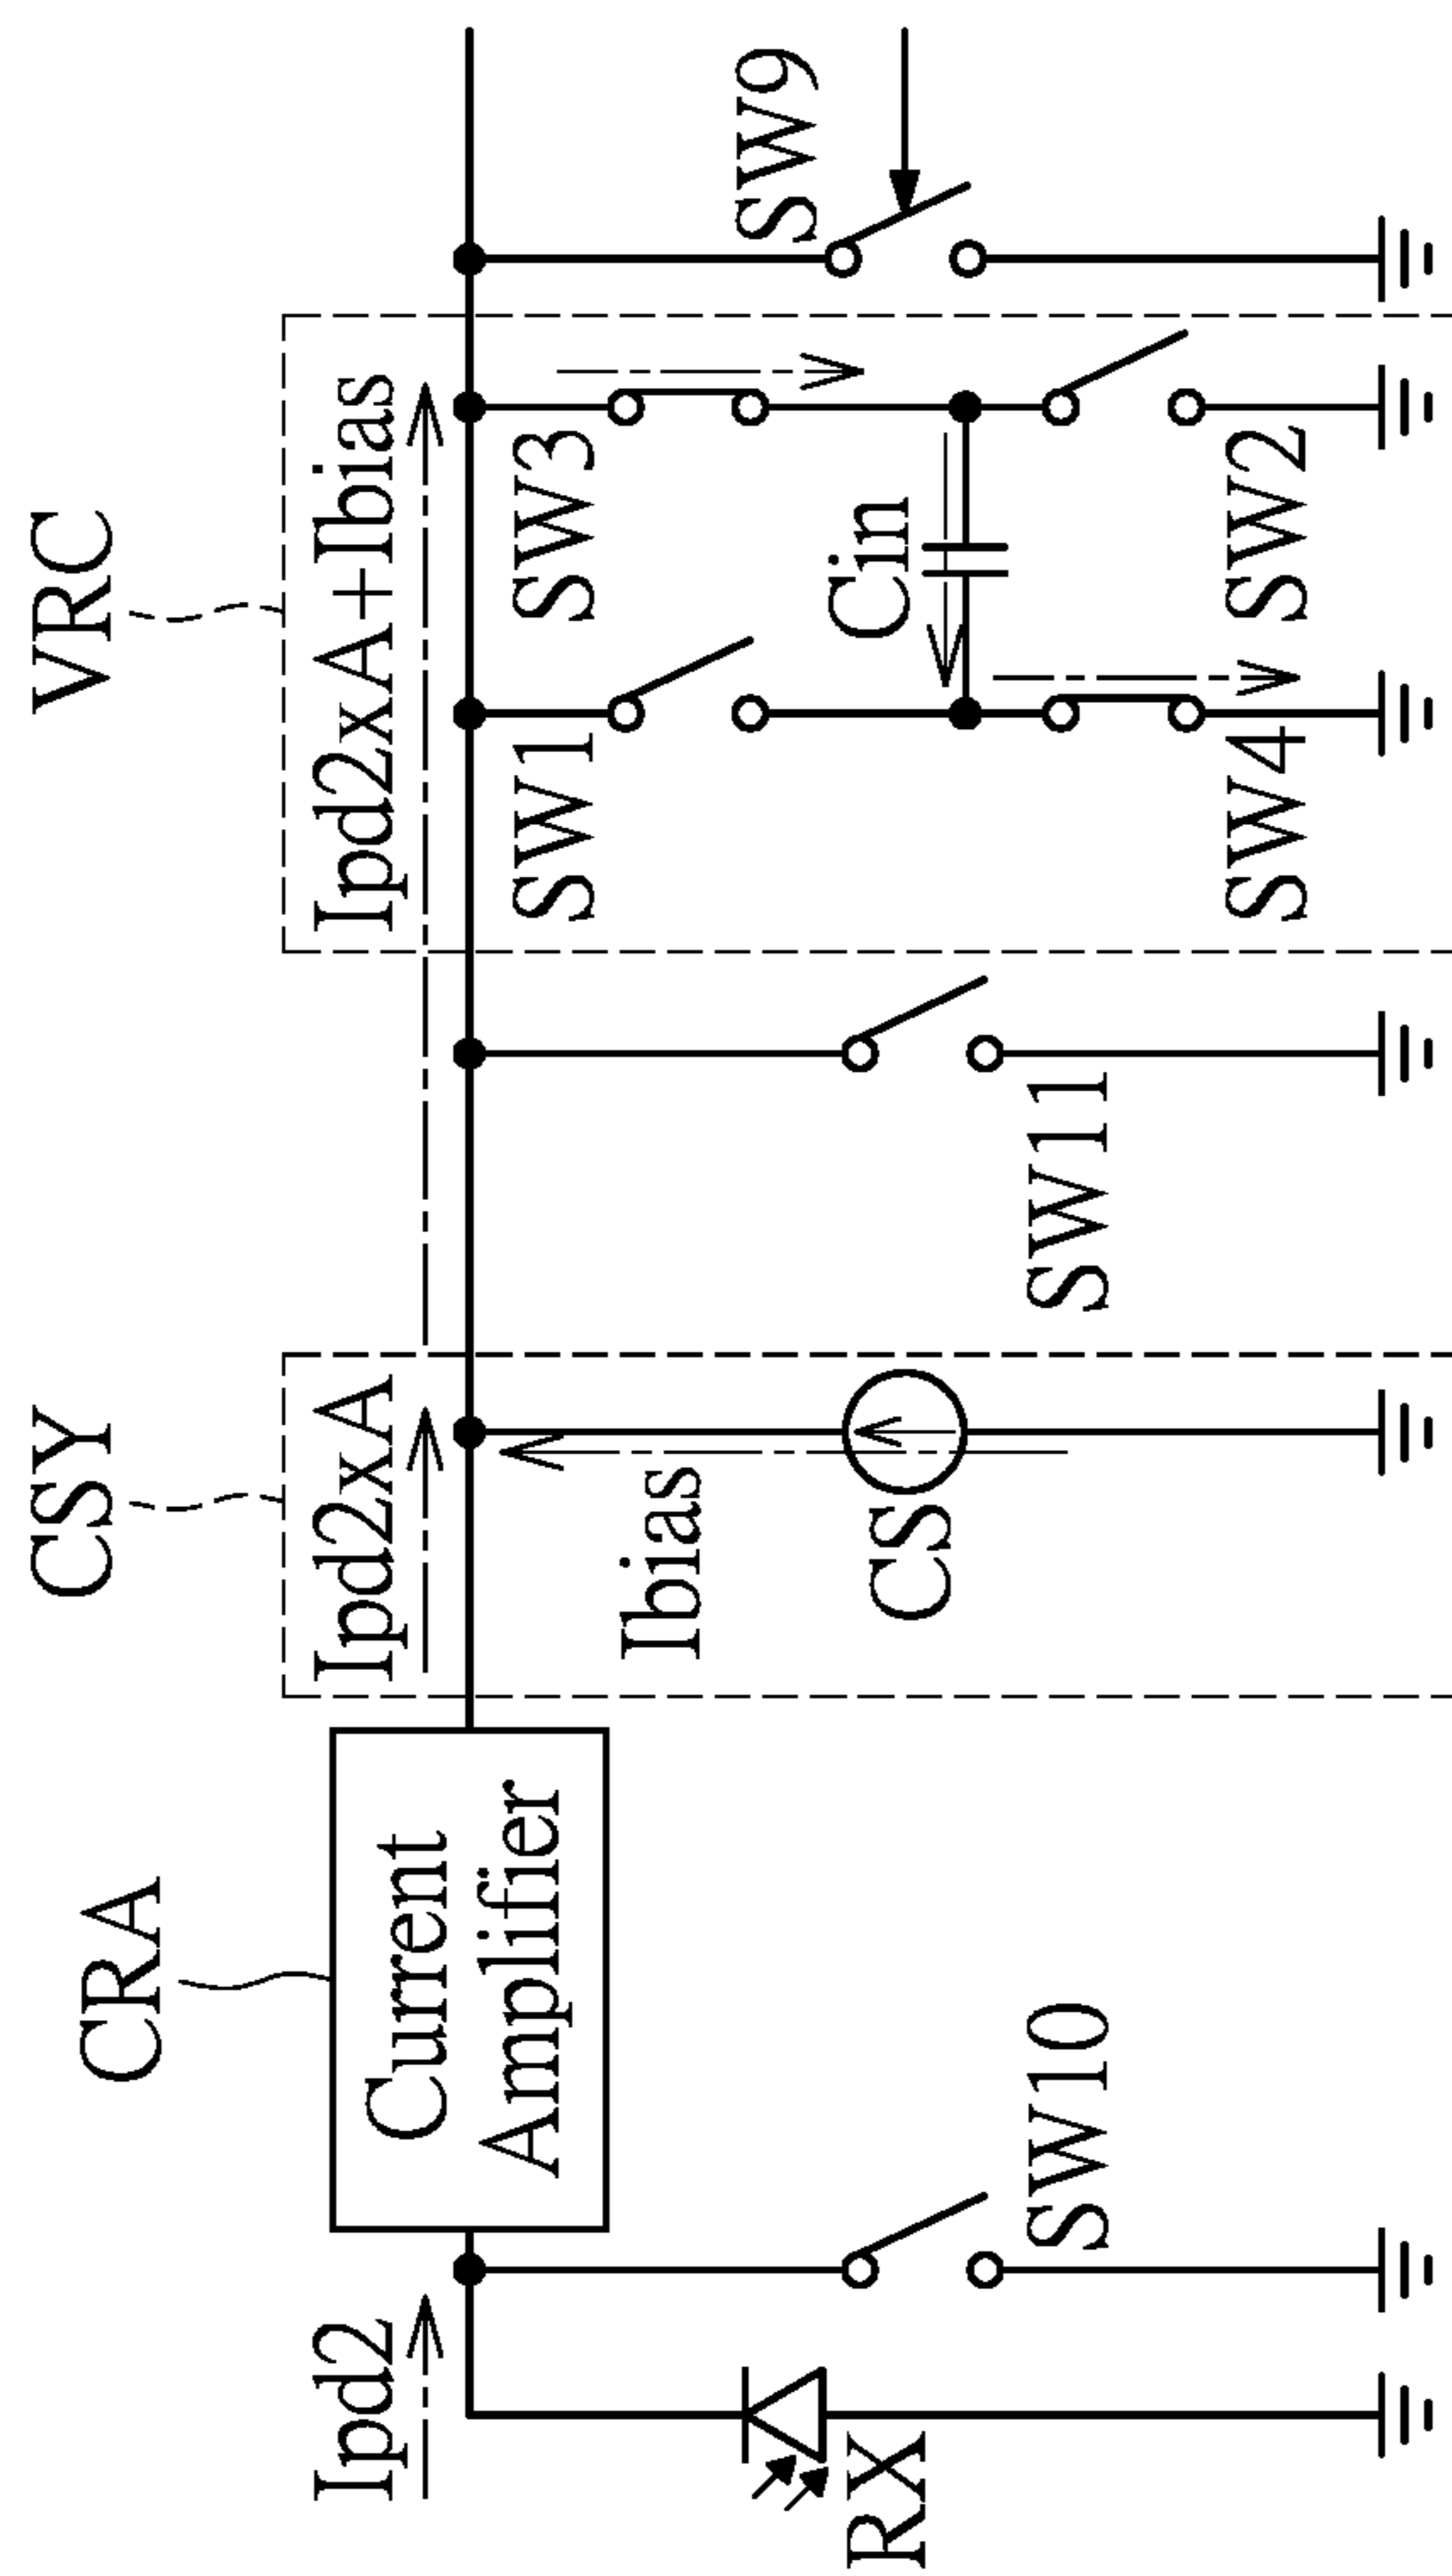 CRA
CSY
VRC
Ipd2
Current
Amplifier
Ipd2xA
Ipd2xA+Ibias
SW1
SW3
Ibias
SW9
RX
CS
Cin
SW10
SW11
SW4
SW2